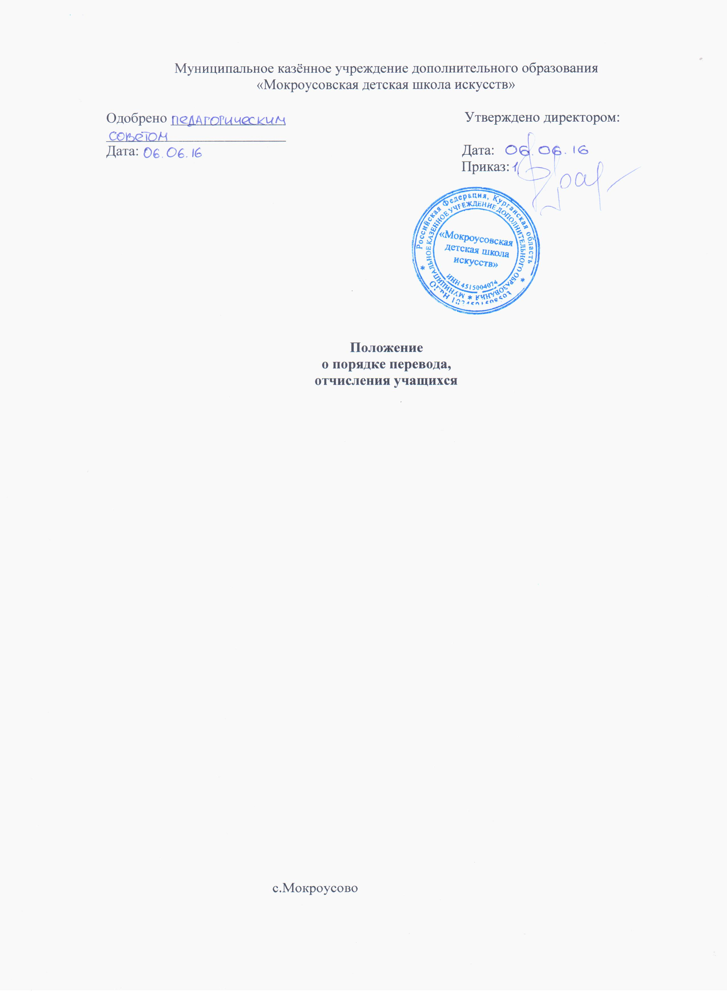 Муниципальное казённое учреждение дополнительного образования
«Мокроусовская детская школа искусств»
Одобрено педагогическим
советом
Дата: 06.06.16
Утверждено директором:
Дата: 06.06.16
Приказ: 1
Российская Федерация, Курганская область
МУНИЦИПАЛЬНОЕ КАЗЕННОЕ УЧРЕЖДЕНИЕ ДОПОЛНИТЕЛЬНОГО ОБРАЗОВАНИЯ
«Мокроусовская
детская школа
искусств»
ИНН 4515004074
ОГРН
Положение
о порядке перевода,
отчисления учащихся
с.Мокроусово